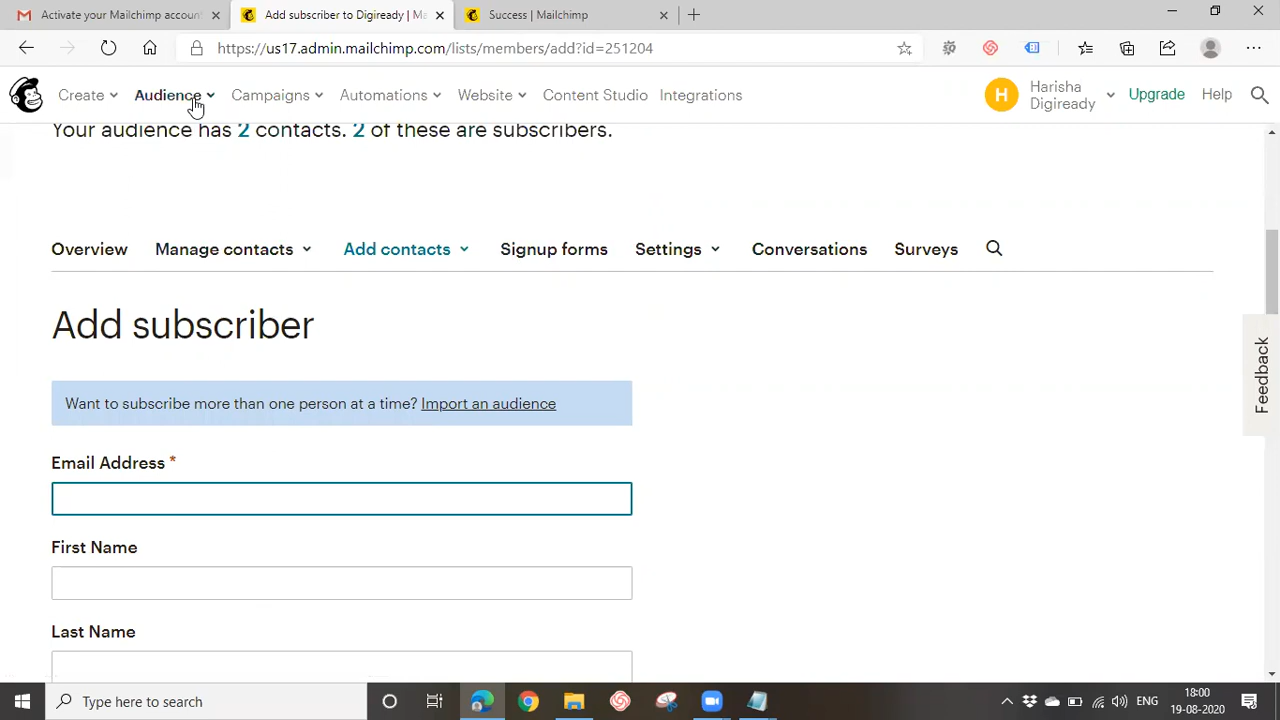 Activate your Mailchimp accoun
Add subscriber to Digiready | Ma
Success | Mailchimp
https://us17.admin.mailchimp.com/lists/members/add?id=251204
Create
Audience
Campaigns
Automations
Website
Content Studio
Integrations
H
Harisha
Digiready
Upgrade
Help
Your audience has 2 contacts. 2 of these are subscribers.
Overview
Manage contacts
Add contacts
Signup forms
Settings
Conversations
Surveys
Add subscriber
Want to subscribe more than one person at a time? Import an audience
Email Address *
First Name
Last Name
Feedback
Type here to search
ENG
18:00
19-08-2020